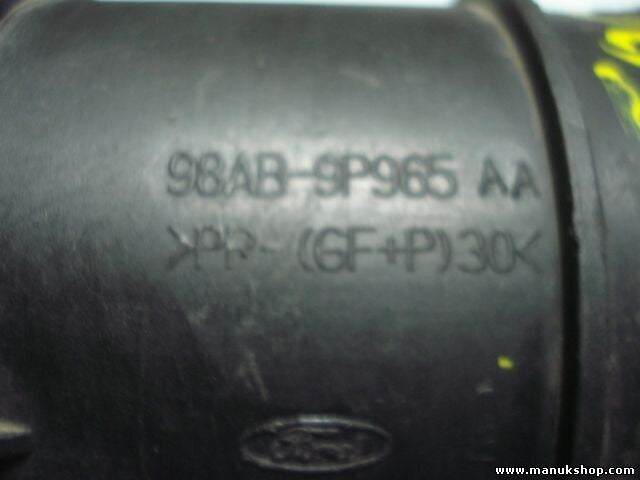 98AB-9P965 AA
>PP-(GF+P)30<
Ford
www.manukshop.com